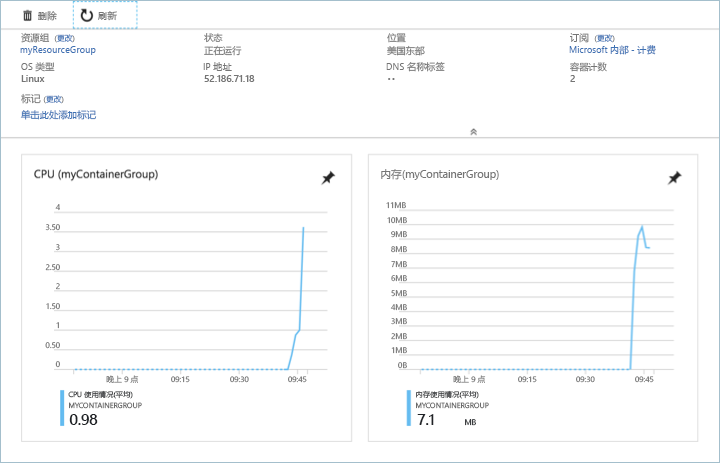 删除 刷新
资源组 (更改) 状态 位置 订阅 (更改)
myResourceGroup 正在运行 美国东部 Microsoft 内部 - 计费
OS 类型 IP 地址 DNS 名称标签 容器计数
Linux 52.186.71.18 -- 2
标记 (更改)
单击此处添加标记
CPU (myContainerGroup)
4
3.50
3
2.50
2
1.50
1
0.50
0
晚上 9 点 09:15 09:30 09:45
CPU 使用情况(平均)
MYCONTAINERGROUP
0.98
内存(myContainerGroup)
11MB
10MB
9MB
8MB
7MB
6MB
5MB
4MB
3MB
2MB
1MB
0B
晚上 9 点 09:15 09:30 09:45
内存使用情况(平均)
MYCONTAINERGROUP
7.1 MB